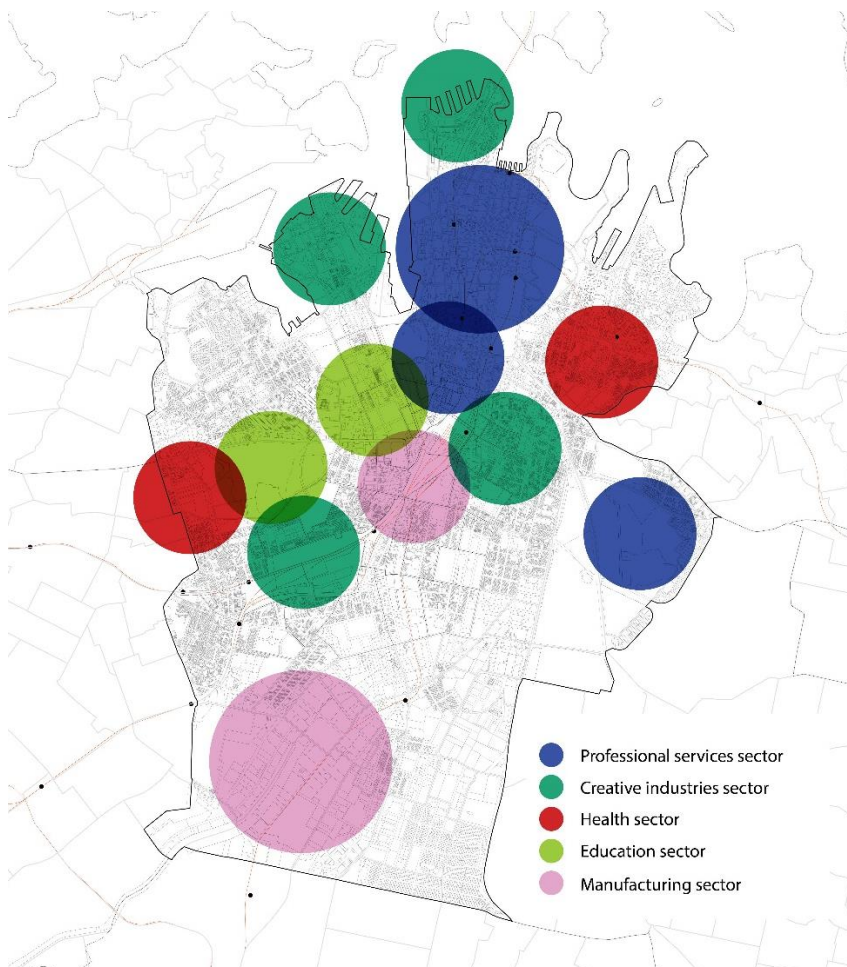 Professional services sector
Creative industries sector
Health sector
Education sector
Manufacturing sector